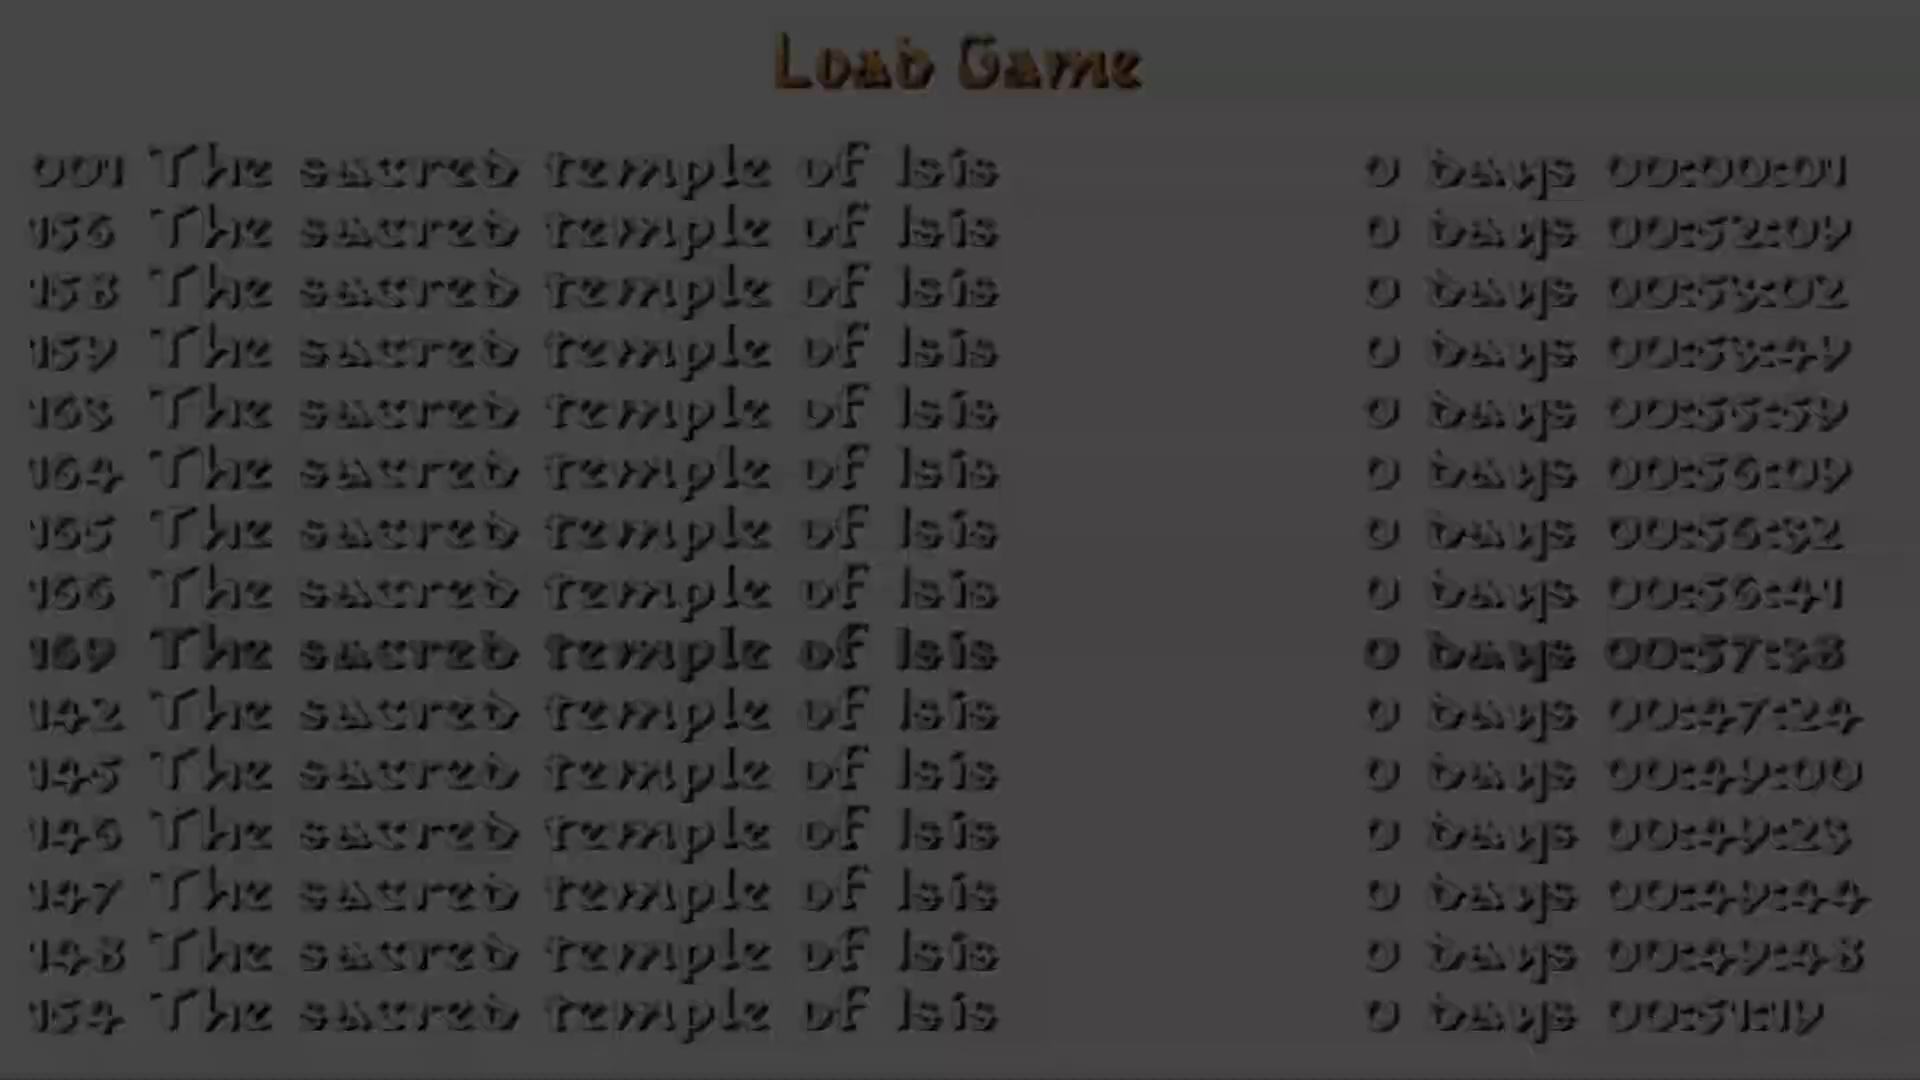 Load Game
001 The sacred temple of Isis 0 days 00:00:01
156 The sacred temple of Isis 0 days 00:52:09
158 The sacred temple of Isis 0 days 00:53:02
159 The sacred temple of Isis 0 days 00:53:49
163 The sacred temple of Isis 0 days 00:55:59
164 The sacred temple of Isis 0 days 00:56:09
165 The sacred temple of Isis 0 days 00:56:32
166 The sacred temple of Isis 0 days 00:56:41
169 The sacred temple of Isis 0 days 00:57:38
142 The sacred temple of Isis 0 days 00:47:24
145 The sacred temple of Isis 0 days 00:49:00
146 The sacred temple of Isis 0 days 00:49:23
147 The sacred temple of Isis 0 days 00:49:44
148 The sacred temple of Isis 0 days 00:49:48
154 The sacred temple of Isis 0 days 00:51:19